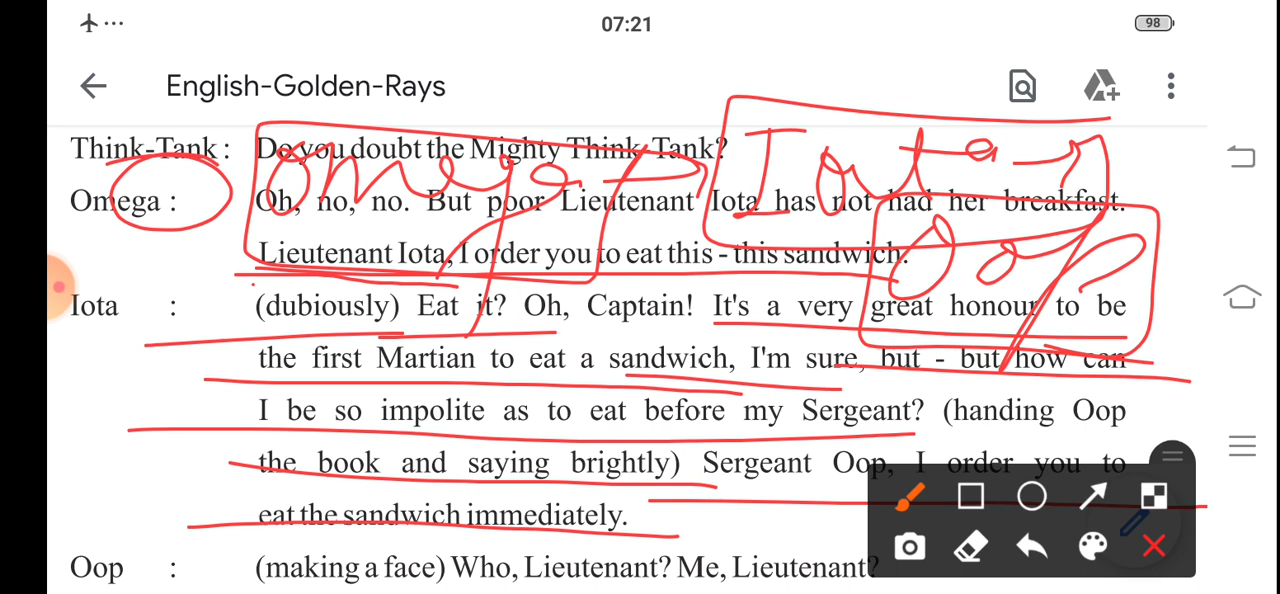 07:21
98
English-Golden-Rays
Think-Tank : Do you doubt the Mighty Think-Tank?
Omega : Oh, no, no. But poor Lieutenant Iota has not had her breakfast.
Lieutenant Iota, I order you to eat this - this sandwich.
Iota : (dubiously) Eat it? Oh, Captain! It's a very great honour to be
the first Martian to eat a sandwich, I'm sure, but - but how can
I be so impolite as to eat before my Sergeant? (handing Oop
the book and saying brightly) Sergeant Oop, I order you to
eat the sandwich immediately.
Oop : (making a face) Who, Lieutenant? Me, Lieutenant?
Omega
Iota
Oop